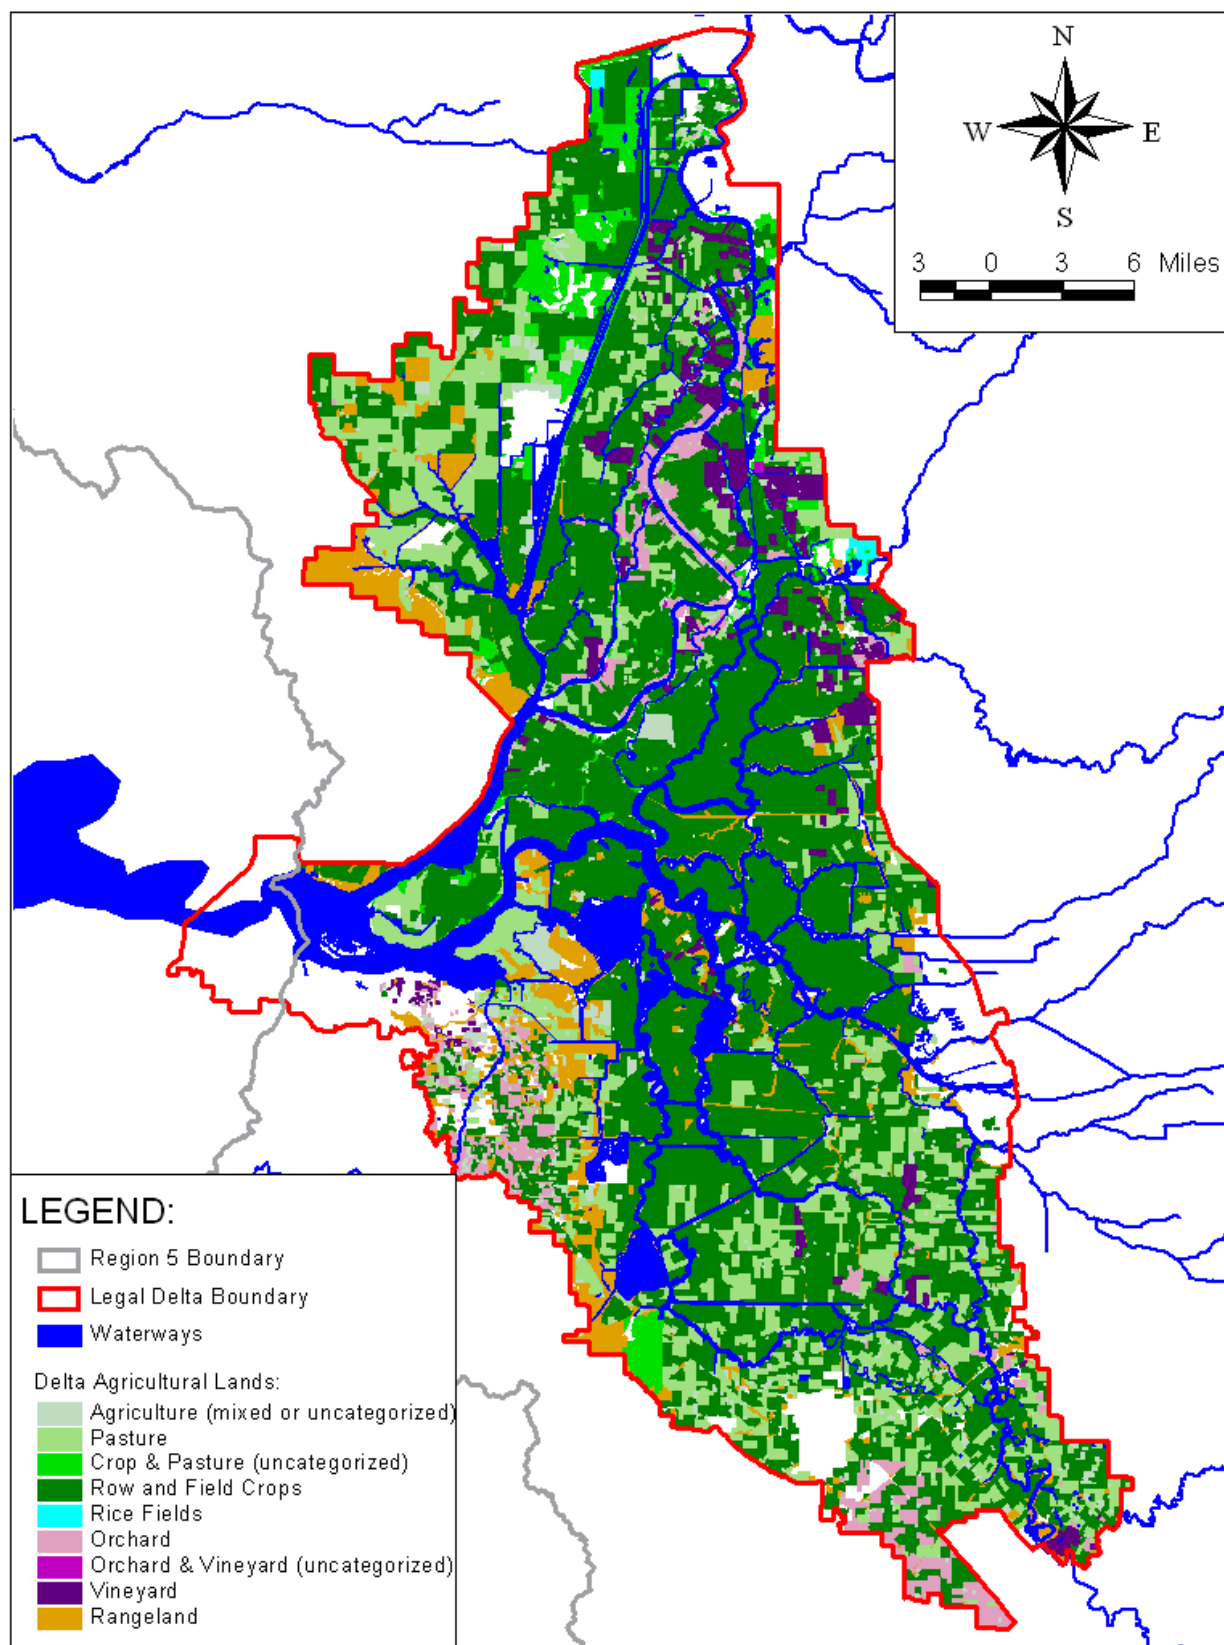 N
W E
S
3 0 3 6 Miles
LEGEND:
Region 5 Boundary
Legal Delta Boundary
Waterways
Delta Agricultural Lands:
Agriculture (mixed or uncategorized)
Pasture
Crop & Pasture (uncategorized)
Row and Field Crops
Rice Fields
Orchard
Orchard & Vineyard (uncategorized)
Vineyard
Rangeland